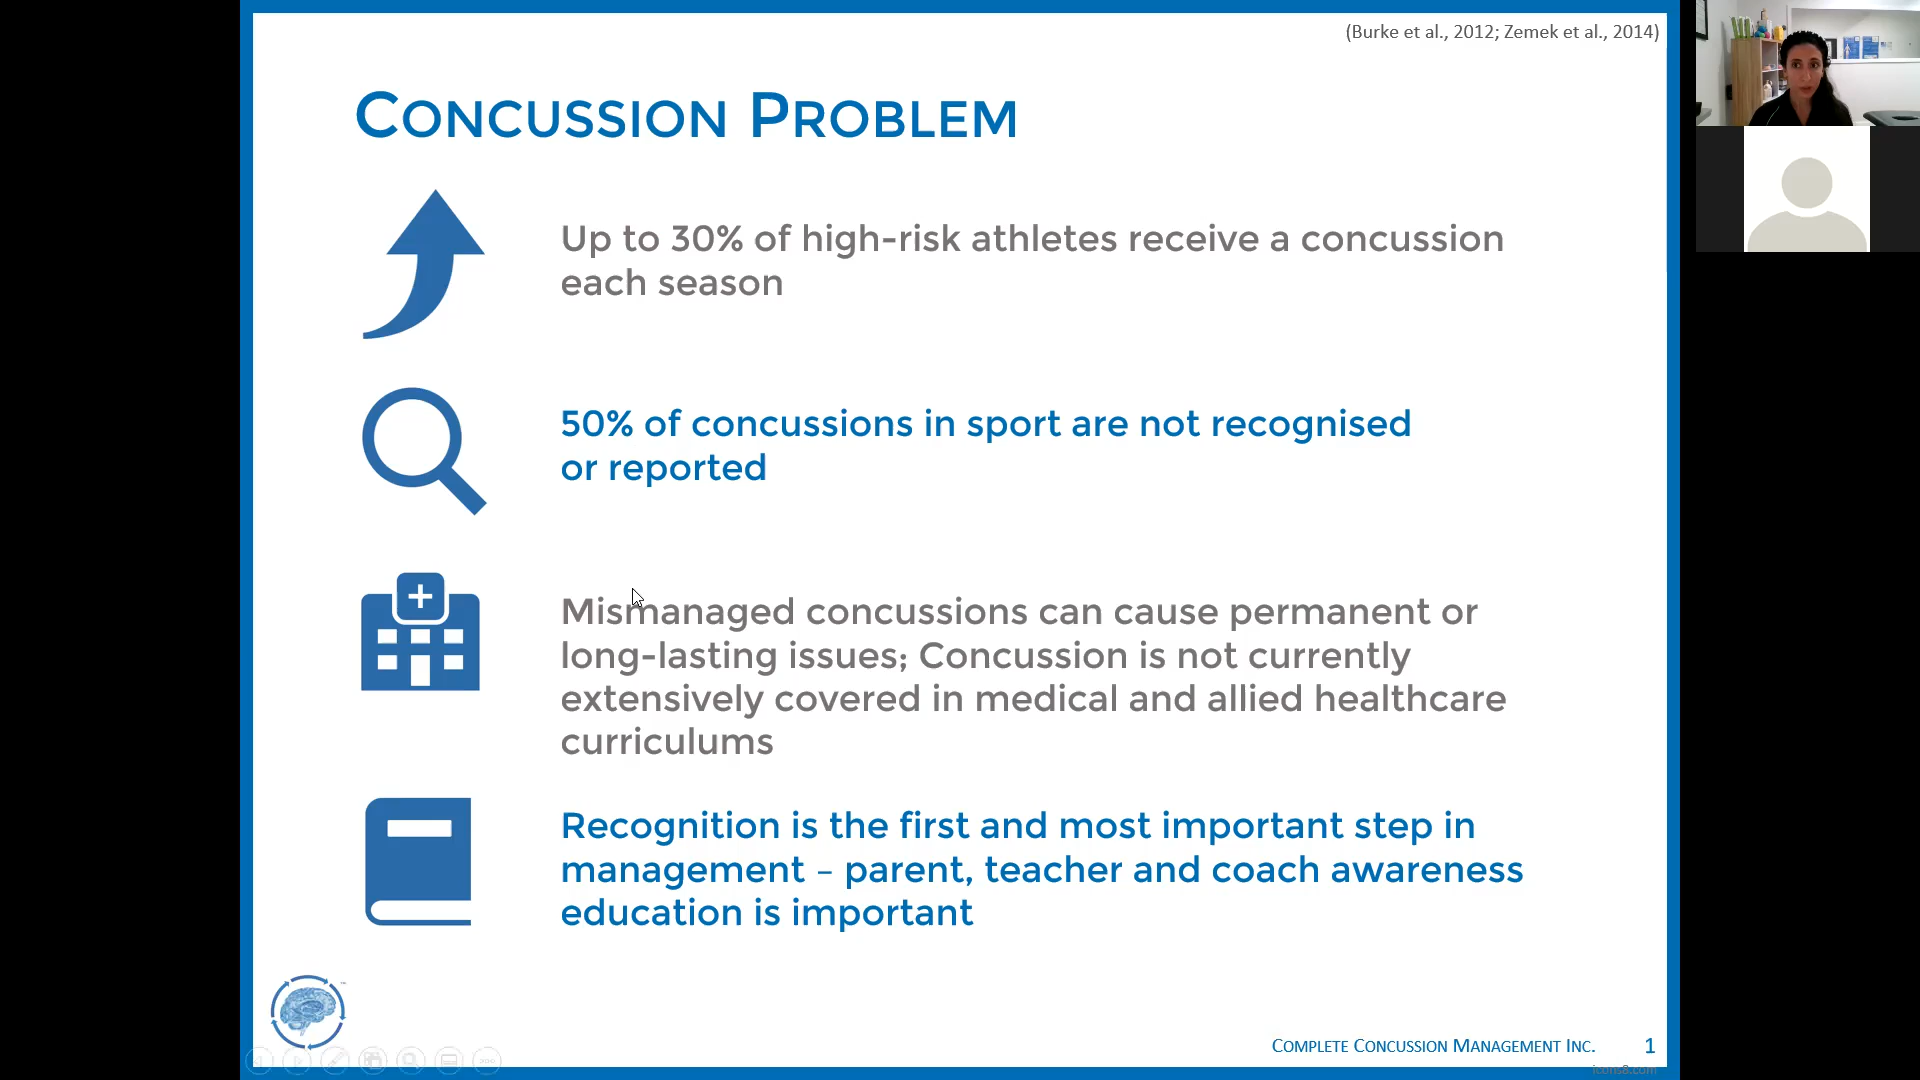 (Burke et al., 2012; Zemek et al., 2014)
CONCUSSION PROBLEM
Up to 30% of high-risk athletes receive a concussion
each season
50% of concussions in sport are not recognised
or reported
Mismanaged concussions can cause permanent or
long-lasting issues; Concussion is not currently
extensively covered in medical and allied healthcare
curriculums
Recognition is the first and most important step in
management – parent, teacher and coach awareness
education is important
COMPLETE CONCUSSION MANAGEMENT INC. 1
icons8.com